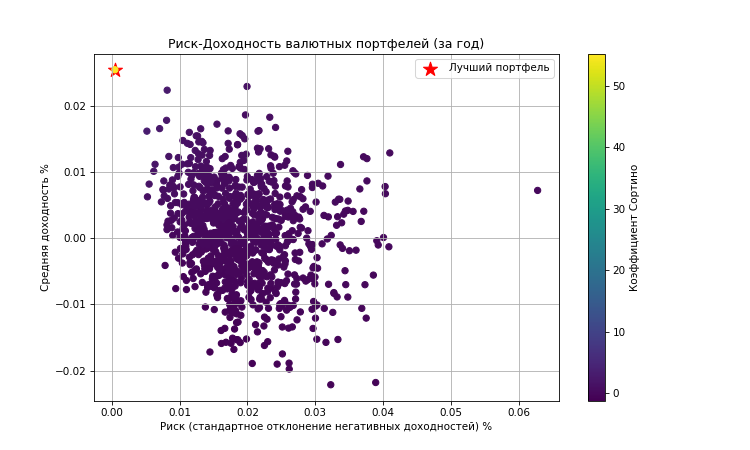 Риск-Доходность валютных портфелей (за год)
Лучший портфель
Средняя доходность %
0.02
0.01
0.00
−0.01
−0.02
0.00 0.01 0.02 0.03 0.04 0.05 0.06
Риск (стандартное отклонение негативных доходностей) %
50
40
30
20
10
0
Коэффициент Сортино